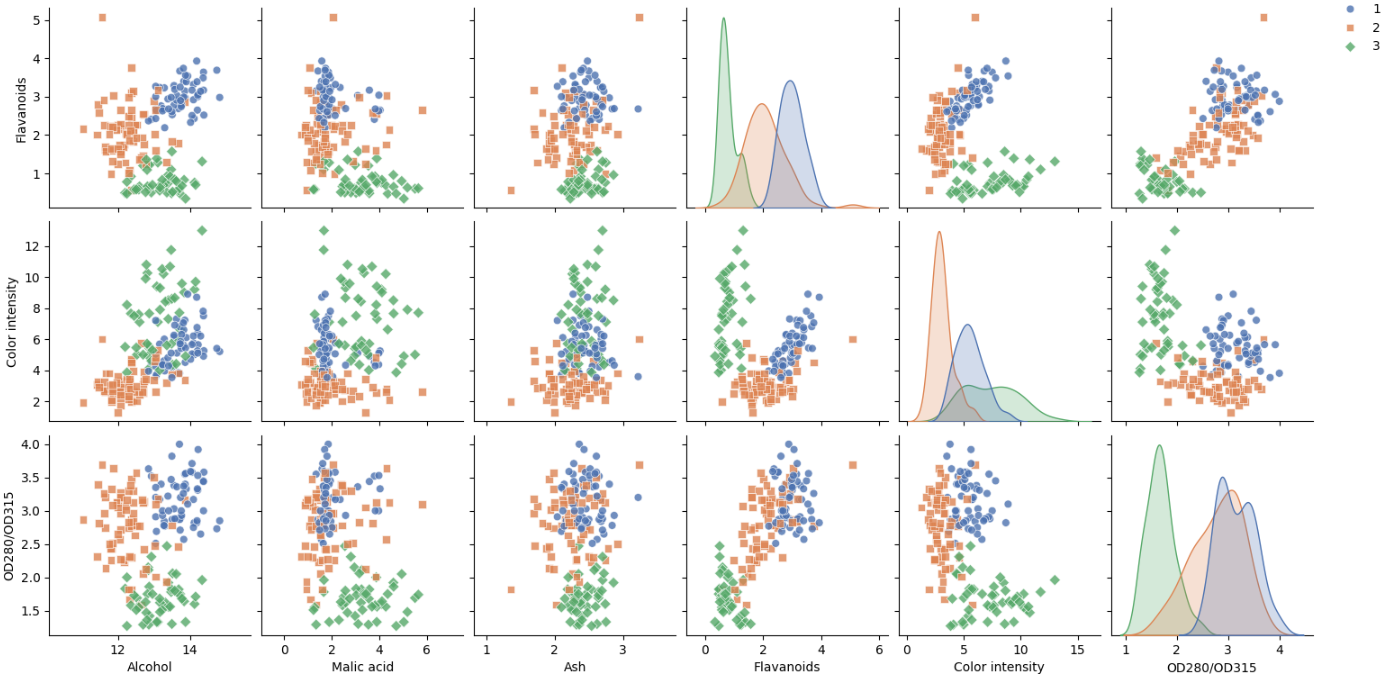 1
2
3
5
4
3
2
1
Flavanoids
12
10
8
6
4
2
Color intensity
4.0
3.5
3.0
2.5
2.0
1.5
OD280/OD315
12 14
0 2 4 6
1 2 3
0 2 4 6
0 5 10 15
1 2 3 4
Alcohol
Malic acid
Ash
Flavanoids
Color intensity
OD280/OD315